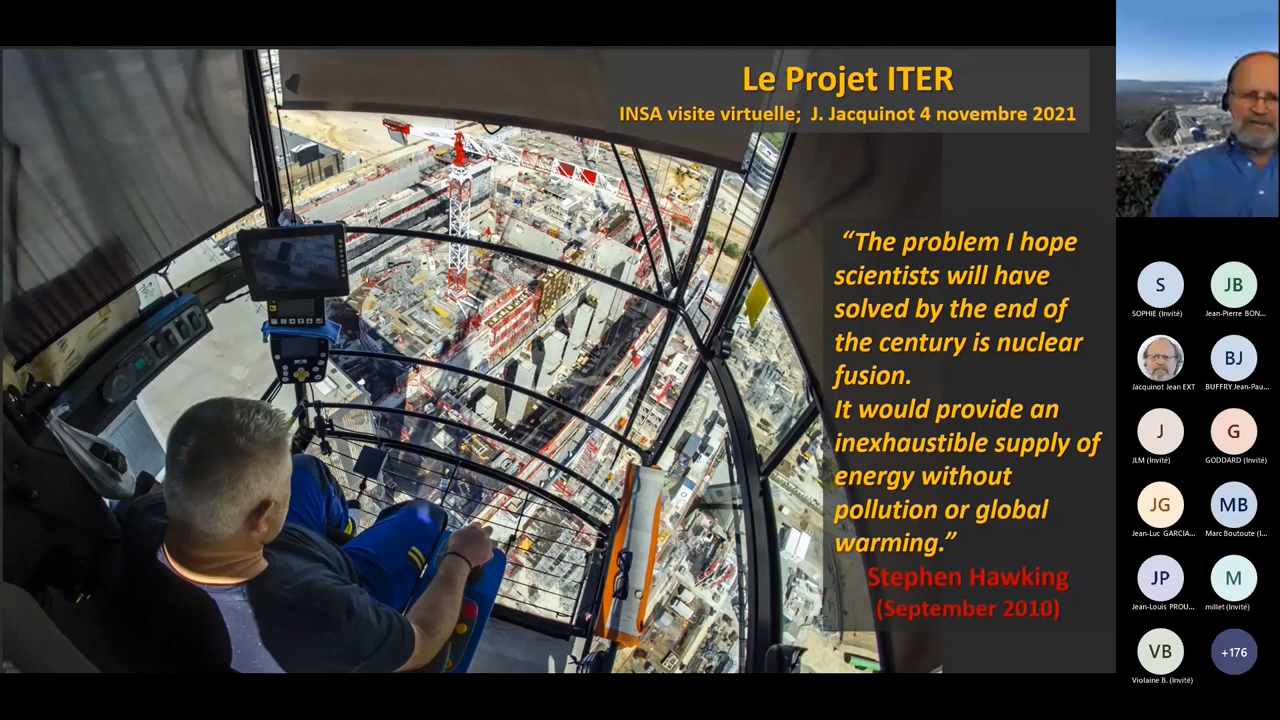 Le Projet ITER
INSA visite virtuelle; J. Jacquinot 4 novembre 2021
“The problem I hope
scientists will have
solved by the end of
the century is nuclear
fusion.
It would provide an
inexhaustible supply of
energy without
pollution or global
warming.”
Stephen Hawking
(September 2010)
S
SOPHIE (Invité)
JB
Jean-Pierre BON...
Jacquinot Jean EXT
BJ
BUFFRY Jean-Pau...
J
JLM (Invité)
G
GODDARD (Invité)
JG
Jean-Luc GARCIA...
MB
Marc Boutoute (I...
JP
Jean-Louis PROU...
M
millet (Invité)
VB
Violaine B. (Invité)
+176